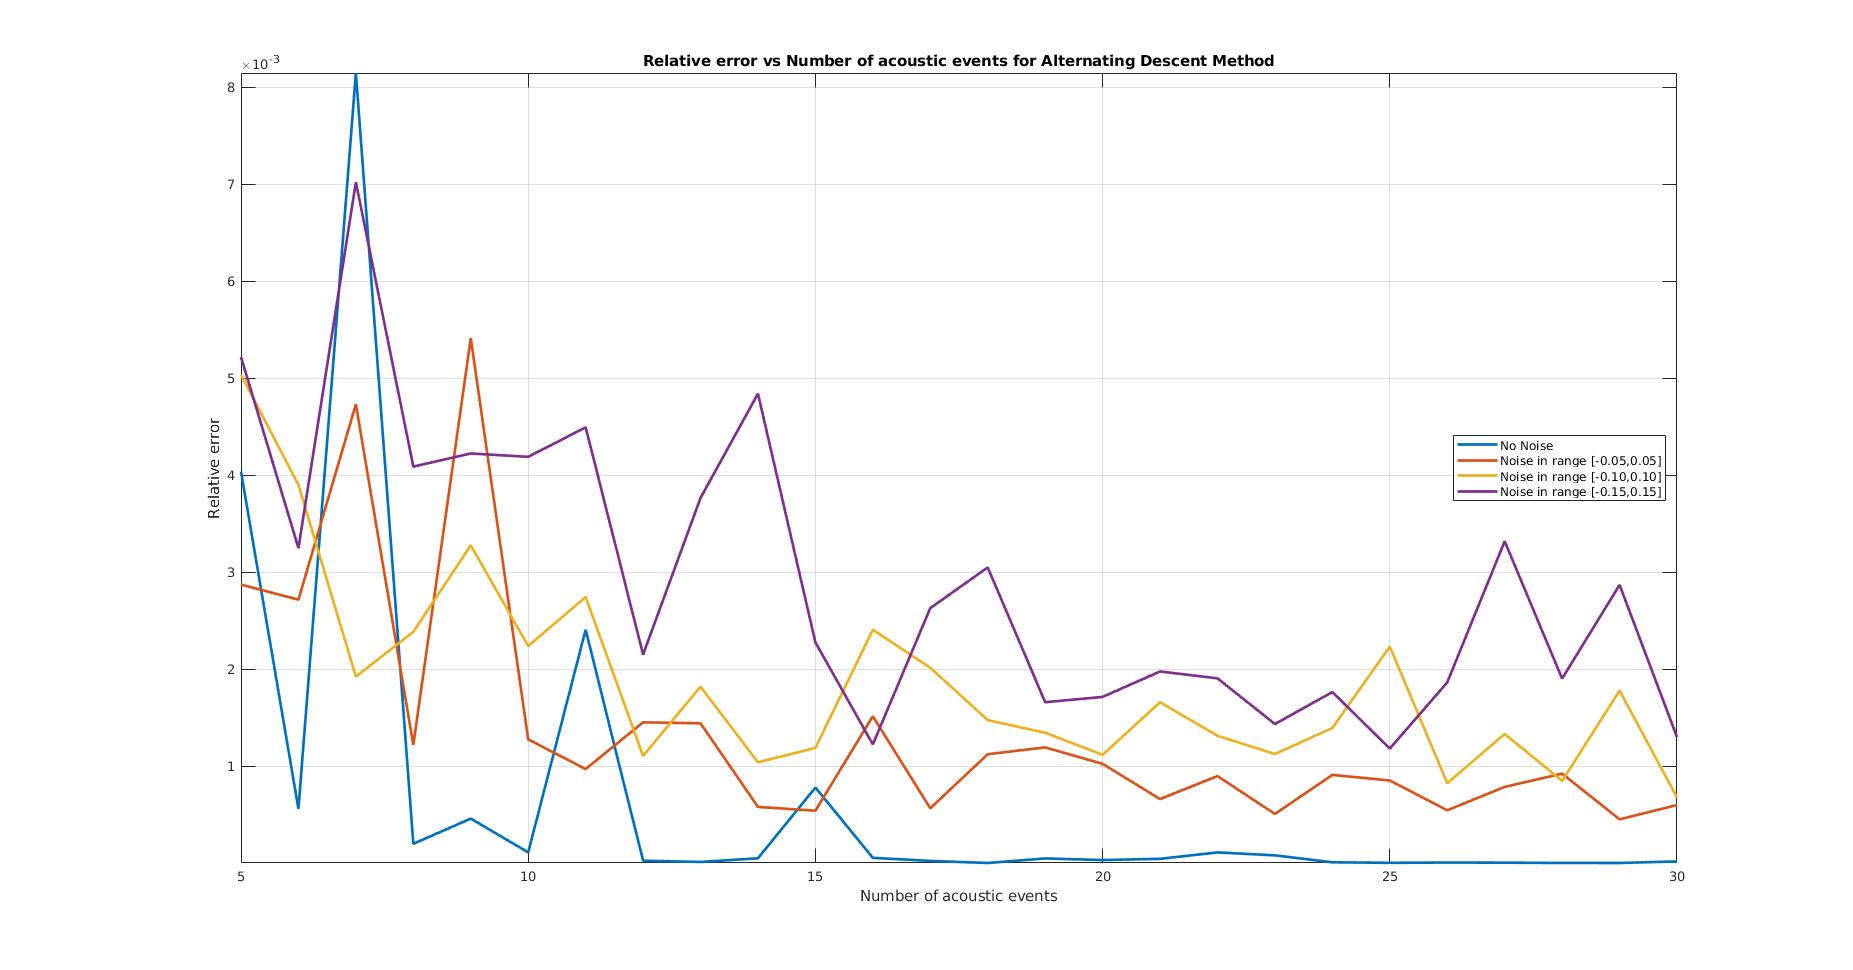 Relative error vs Number of acoustic events for Alternating Descent Method
×10-3
8
7
6
5
4
3
2
1
Relative error
No Noise
Noise in range [-0.05,0.05]
Noise in range [-0.10,0.10]
Noise in range [-0.15,0.15]
5 10 15 20 25 30
Number of acoustic events